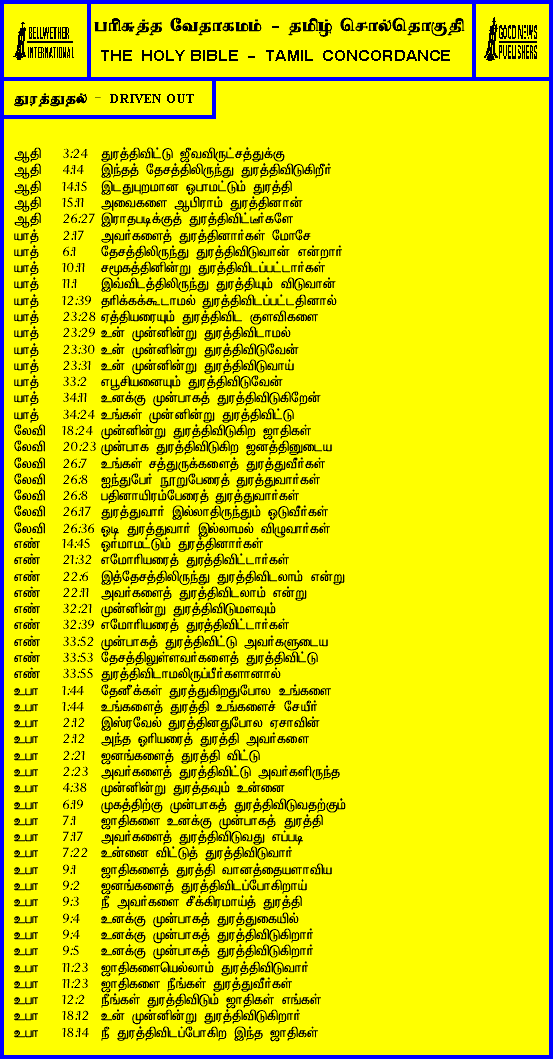 BELLWETHER
INTERNATIONAL
பரிசுத்த வேதாகமம் - தமிழ் சொல்தொகுதி
THE HOLY BIBLE - TAMIL CONCORDANCE
GOOD NEWS
PUBLISHERS
துரத்துதல் - DRIVEN OUT
ஆதி 3:24 துரத்திவிட்டு ஜீவவிருட்சத்துக்கு
ஆதி 4:14 இந்தத் தேசத்திலிருந்து துரத்திவிடுகிறீர்
ஆதி 14:15 இடதுபுறமான ஓபாமட்டும் துரத்தி
ஆதி 15:11 அவைகளை ஆபிராம் துரத்தினான்
ஆதி 26:27 இராதபடிக்குத் துரத்திவிட்டீர்களே
யாத் 2:17 அவர்களைத் துரத்தினார்கள் மோசே
யாத் 6:1 தேசத்திலிருந்து துரத்திவிடுவான் என்றார்
யாத் 10:11 சமூகத்தினின்று துரத்திவிடப்பட்டார்கள்
யாத் 11:1 இவ்விடத்திலிருந்து துரத்தியும் விடுவான்
யாத் 12:39 தரிக்கக்கூடாமல் துரத்திவிடப்பட்டதினால்
யாத் 23:28 ஏத்தியரையும் துரத்திவிட குளவிகளை
யாத் 23:29 உன் முன்னின்று துரத்திவிடாமல்
யாத் 23:30 உன் முன்னின்று துரத்திவிடுவேன்
யாத் 23:31 உன் முன்னின்று துரத்திவிடுவாய்
யாத் 33:2 எபூசியனையும் துரத்திவிடுவேன்
யாத் 34:11 உனக்கு முன்பாகத் துரத்திவிடுகிறேன்
யாத் 34:24 உங்கள் முன்னின்று துரத்திவிட்டு
லேவி 18:24 முன்னின்று துரத்திவிடுகிற ஜாதிகள்
லேவி 20:23 முன்பாக துரத்திவிடுகிற ஜனத்தினுடைய
லேவி 26:7 உங்கள் சத்துருக்களைத் துரத்துவீர்கள்
லேவி 26:8 ஐந்துபேர் நூறுபேரைத் துரத்துவார்கள்
லேவி 26:8 பதினாயிரம்பேரைத் துரத்துவார்கள்
லேவி 26:17 துரத்துவார் இல்லாதிருந்தும் ஓடுவீர்கள்
லேவி 26:36 ஓடி துரத்துவார் இல்லாமல் விழுவார்கள்
எண் 14:45 ஓர்மாமட்டும் துரத்தினார்கள்
எண் 21:32 எமோரியரைத் துரத்திவிட்டார்கள்
எண் 22:6 இத்தேசத்திலிருந்து துரத்திவிடலாம் என்று
எண் 22:11 அவர்களைத் துரத்திவிடலாம் என்று
எண் 32:21 முன்னின்று துரத்திவிடுமளவும்
எண் 32:39 எமோரியரைத் துரத்திவிட்டார்கள்
எண் 33:52 முன்பாகத் துரத்திவிட்டு அவர்களுடைய
எண் 33:53 தேசத்திலுள்ளவர்களைத் துரத்திவிட்டு
எண் 33:55 துரத்திவிடாமலிருப்பீர்களானால்
உபா 1:44 தேனீக்கள் துரத்துகிறதுபோல உங்களை
உபா 1:44 உங்களைத் துரத்தி உங்களைச் சேயீர்
உபா 2:12 இஸ்ரவேல் துரத்தினதுபோல ஏசாவின்
உபா 2:12 அந்த ஓரியரைத் துரத்தி அவர்களை
உபா 2:21 ஜனங்களைத் துரத்தி விட்டு
உபா 2:23 அவர்களைத் துரத்திவிட்டு அவர்களிருந்த
உபா 4:38 முன்னின்று துரத்தவும் உன்னை
உபா 6:19 முகத்திற்கு முன்பாகத் துரத்திவிடுவதற்கும்
உபா 7:1 ஜாதிகளை உனக்கு முன்பாகத் துரத்தி
உபா 7:17 அவர்களைத் துரத்திவிடுவது எப்படி
உபா 7:22 உன்னை விட்டுத் துரத்திவிடுவார்
உபா 9:1 ஜாதிகளைத் துரத்தி வானத்தையளாவிய
உபா 9:2 ஜனங்களைத் துரத்திவிடப்போகிறாய்
உபா 9:3 நீ அவர்களை சீக்கிரமாய்த் துரத்தி
உபா 9:4 உனக்கு முன்பாகத் துரத்துகையில்
உபா 9:4 உனக்கு முன்பாகத் துரத்திவிடுகிறார்
உபா 9:5 உனக்கு முன்பாகத் துரத்திவிடுகிறார்
உபா 11:23 ஜாதிகளையெல்லாம் துரத்திவிடுவார்
உபா 11:23 ஜாதிகளை நீங்கள் துரத்துவீர்கள்
உபா 12:2 நீங்கள் துரத்திவிடும் ஜாதிகள் எங்கள்
உபா 18:12 உன் முன்னின்று துரத்திவிடுகிறார்
உபா 18:14 நீ துரத்திவிடப்போகிற இந்த ஜாதிகள்